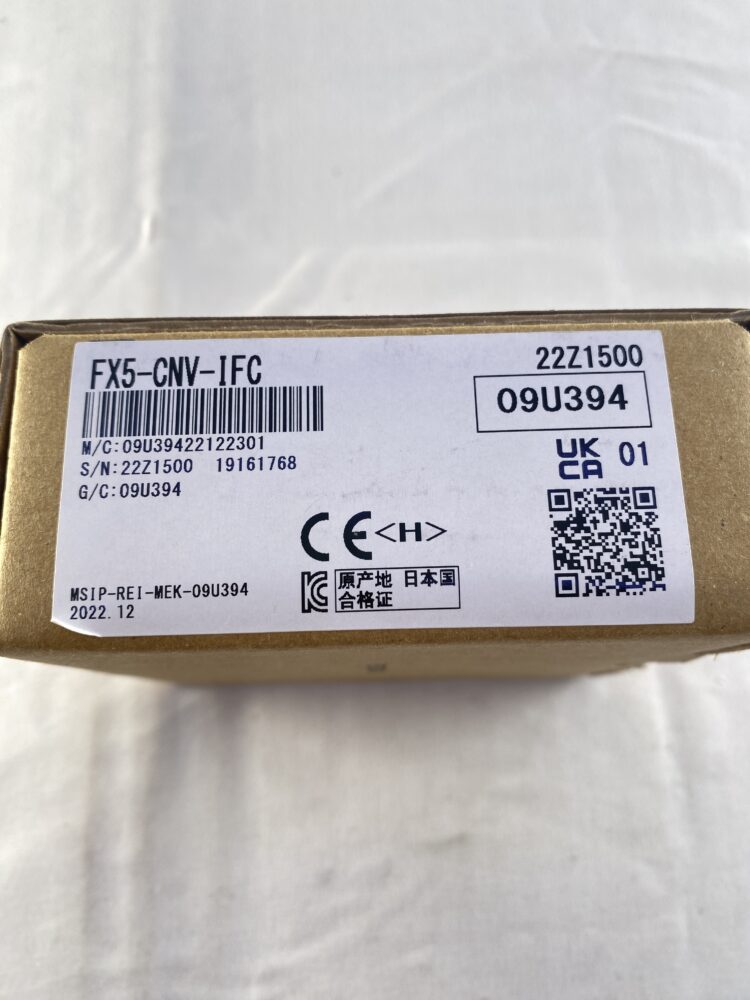 FX5-CNV-IFC
22Z1500
09U394
M/C:09U39422122301
S/N:22Z1500 19161768
G/C:09U394
UK
CA 01
CE <H>
MSIP-REI-MEK-09U394
2022.12
KC
原产地 日本国
合格证